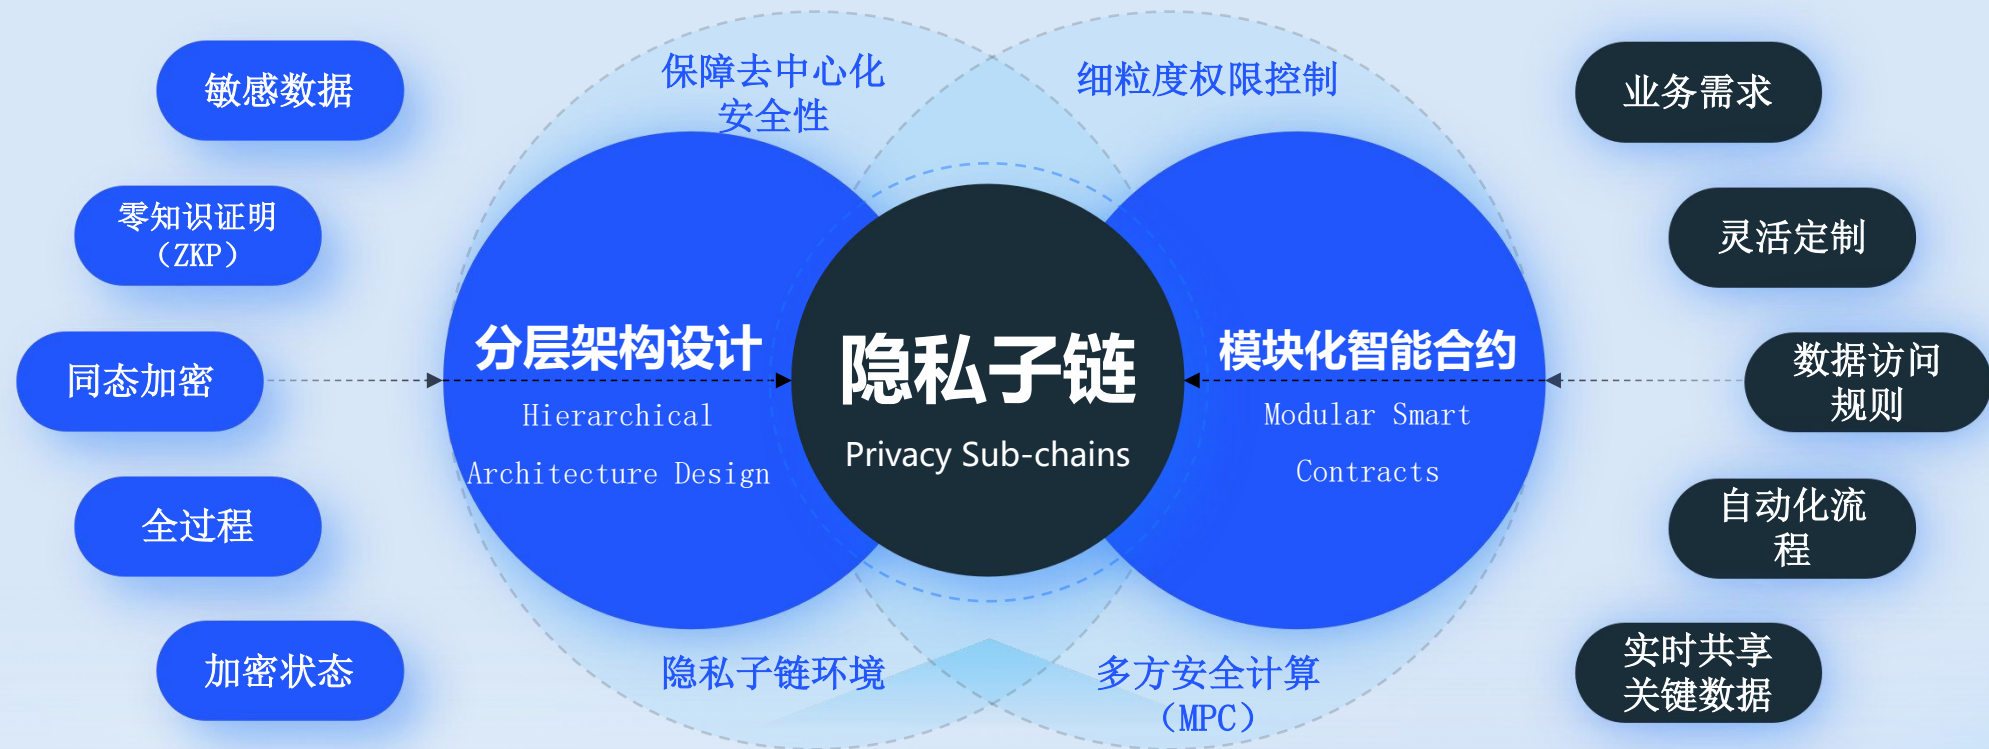 敏感数据
零知识证明
（ZKP）
同态加密
全过程
加密状态
保障去中心化
安全性
细粒度权限控制
分层架构设计
Hierarchical
Architecture Design
隐私子链
Privacy Sub-chains
模块化智能合约
Modular Smart
Contracts
隐私子链环境
多方安全计算
（MPC）
业务需求
灵活定制
数据访问
规则
自动化流
程
实时共享
关键数据